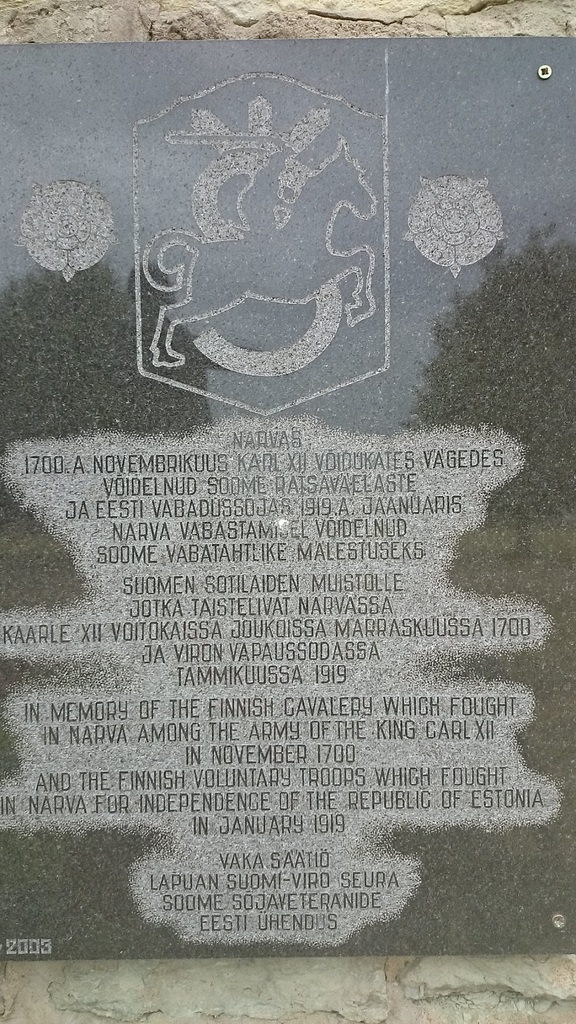 NARVAS
1700.A. NOVEMBRIKUUS KARL XII VÕIDUKATES VÄGEDES
VÕIDELNUD SOOME RATSAVÄELASTE
JA EESTI VABADUSSÕJAS 1919.A. JAANUARIS
NARVA VABASTAMISEL VÕIDELNUD
SOOME VABATAHTLIKE MÄLESTUSEKS
SUOMEN SOTILAIDEN MUISTOLLE
JOTKA TAISTELIVAT NARVASSA
KAARLE XII VOITOKAISSA JOUKOISSA MARRASKUUSSA 1700
JA VIRON VAPAUSSODASSA
TAMMIKUUSSA 1919
IN MEMORY OF THE FINNISH CAVALERY WHICH FOUGHT
IN NARVA AMONG THE ARMY OF THE KING CARL XII
IN NOVEMBER 1700
AND THE FINNISH VOLUNTARY TROOPS WHICH FOUGHT
IN NARVA FOR INDEPENDENCE OF THE REPUBLIC OF ESTONIA
IN JANUARY 1919
VAKA SÄÄTIÖ
LAPUAN SUOMI-VIRO SEURA
SOOME SÕJAVETERANIDE
EESTI ÜHENDUS
2003